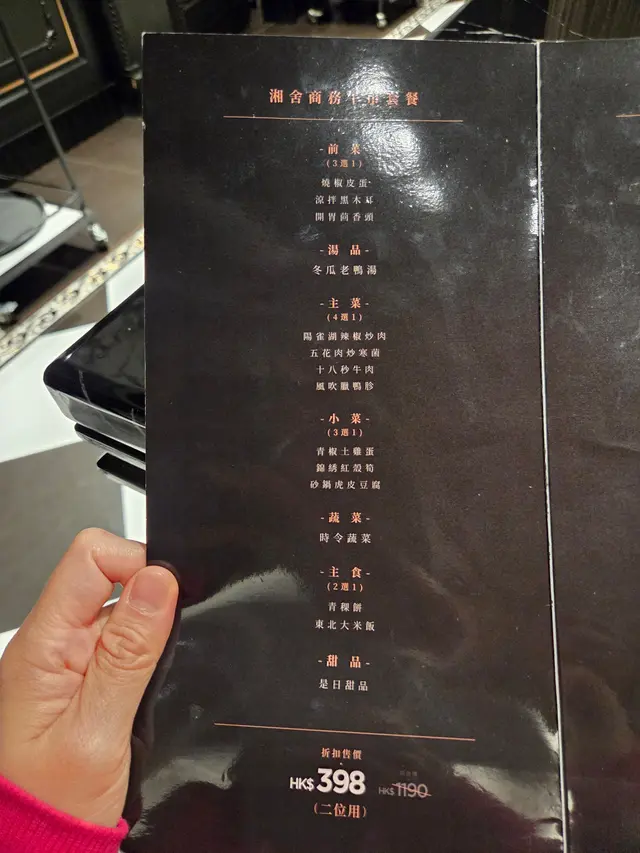 湘舍商務午市套餐
- 前 菜 -
(3選1)
燒椒皮蛋
涼拌黑木耳
開胃茴香頭
- 湯 品 -
冬瓜老鴨湯
- 主 菜 -
(4選1)
陽雀湖辣椒炒肉
五花肉炒寒菌
十八秒牛肉
風吹臘鴨胗
- 小 菜 -
(3選1)
青椒土雞蛋
錦綉紅殼筍
砂鍋虎皮豆腐
- 蔬 菜 -
時令蔬菜
- 主 食 -
(2選1)
青稞餅
東北大米飯
- 甜 品 -
是日甜品
折扣售價
HK$398 HK$1190
(二位用)